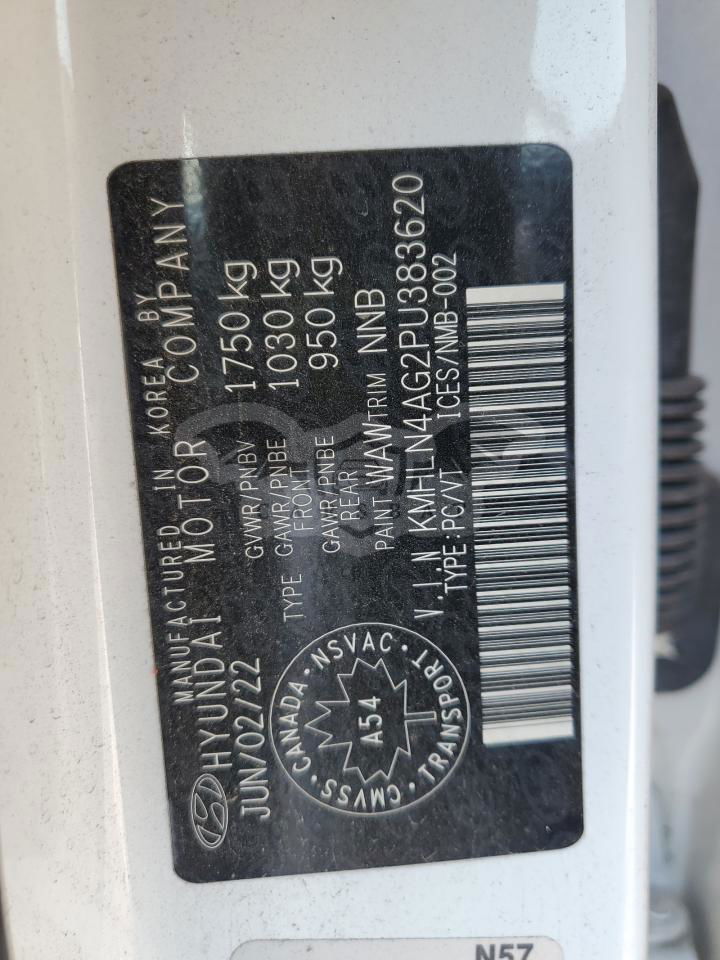 MANUFACTURED IN KOREA BY
HYUNDAI MOTOR COMPANY
JUN/02/22
GVWR/PNBV 1750 kg
TYPE GAWR/PNBE FRONT 1030 kg
GAWR/PNBE REAR 950 kg
PAINT WAW TRIM NNB
V.I.N KMHLN4AG2PU383620
TYPE:PC/VT ICES/NMB-002
CANADA · NSVAC · TRANSPORT · CMVSS ·
A54
N57